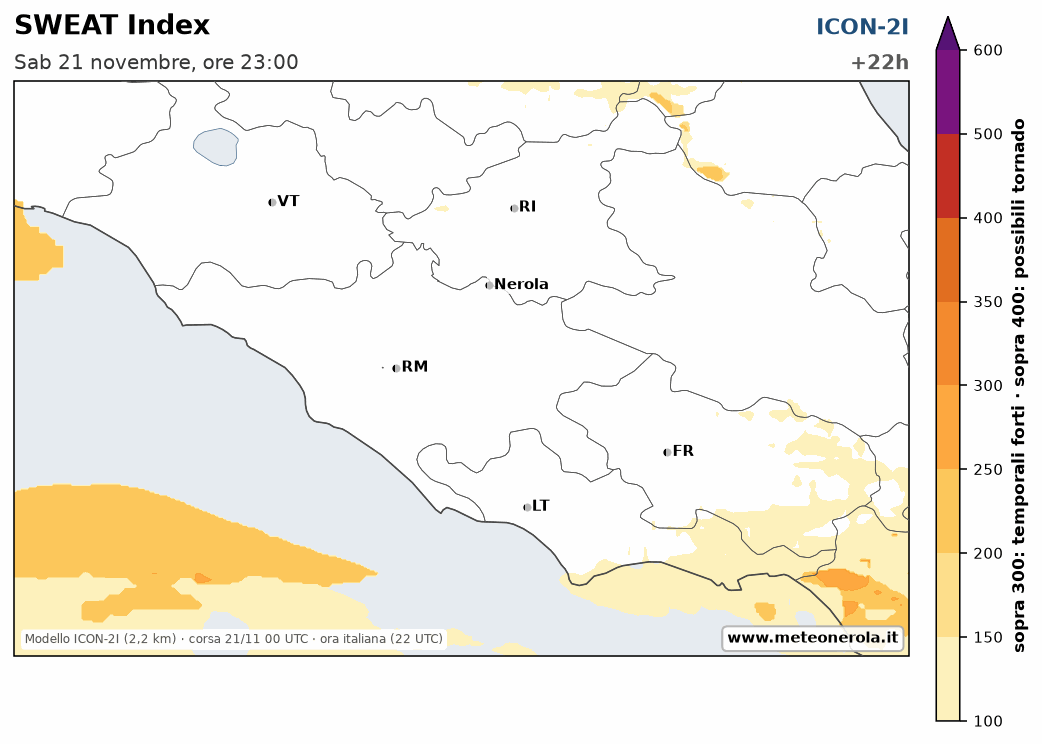 SWEAT Index
ICON-2I
Sab 21 novembre, ore 23:00
+22h
VT
RI
Nerola
RM
FR
LT
Modello ICON-2I (2,2 km) · corsa 21/11 00 UTC · ora italiana (22 UTC)
www.meteonerola.it
600
500
400
350
300
250
200
150
100
sopra 300: temporali forti · sopra 400: possibili tornado